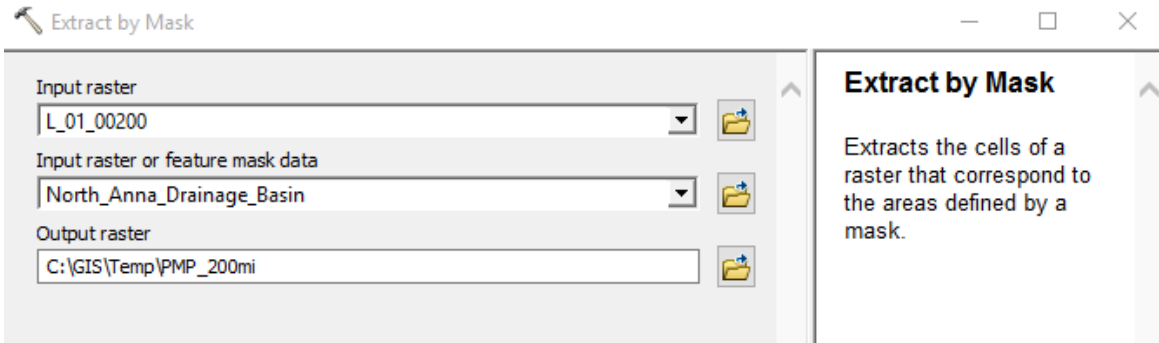 Extract by Mask
Input raster
L_01_00200
Input raster or feature mask data
North_Anna_Drainage_Basin
Output raster
C:\GIS\Temp\PMP_200mi
Extract by Mask
Extracts the cells of a
raster that correspond to
the areas defined by a
mask.